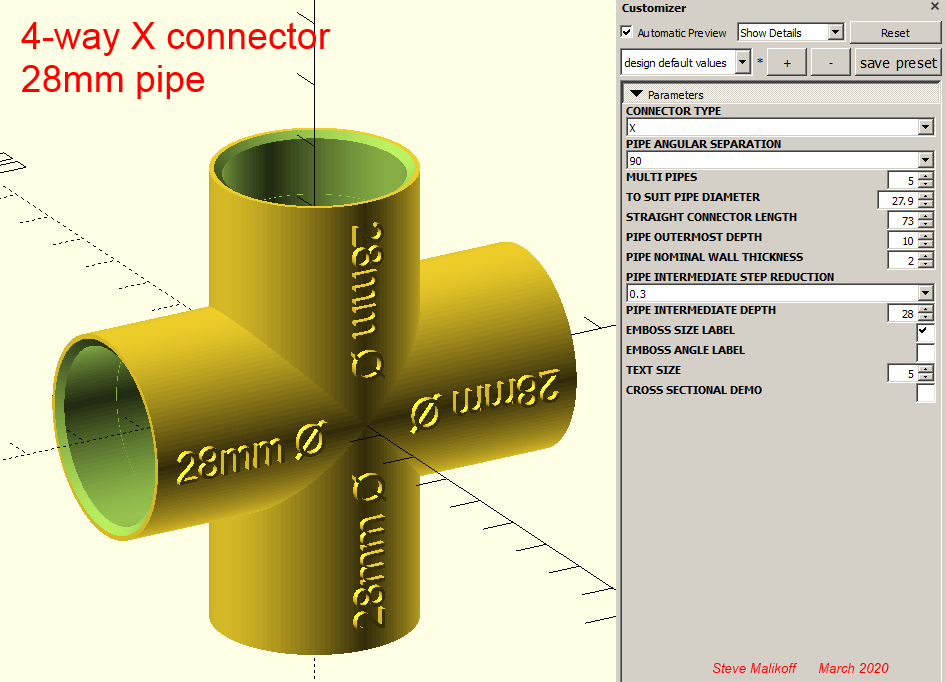 4-way X connector
28mm pipe
28mm Ø
28mm Ø
28mm Ø
28mm Ø
Customizer
Automatic Preview Show Details Reset
design default values * + - save preset
Parameters
CONNECTOR TYPE
X
PIPE ANGULAR SEPARATION
90
MULTI PIPES 5
TO SUIT PIPE DIAMETER 27.9
STRAIGHT CONNECTOR LENGTH 73
PIPE OUTERMOST DEPTH 10
PIPE NOMINAL WALL THICKNESS 2
PIPE INTERMEDIATE STEP REDUCTION
0.3
PIPE INTERMEDIATE DEPTH 28
EMBOSS SIZE LABEL
EMBOSS ANGLE LABEL
TEXT SIZE 5
CROSS SECTIONAL DEMO
Steve Malikoff March 2020